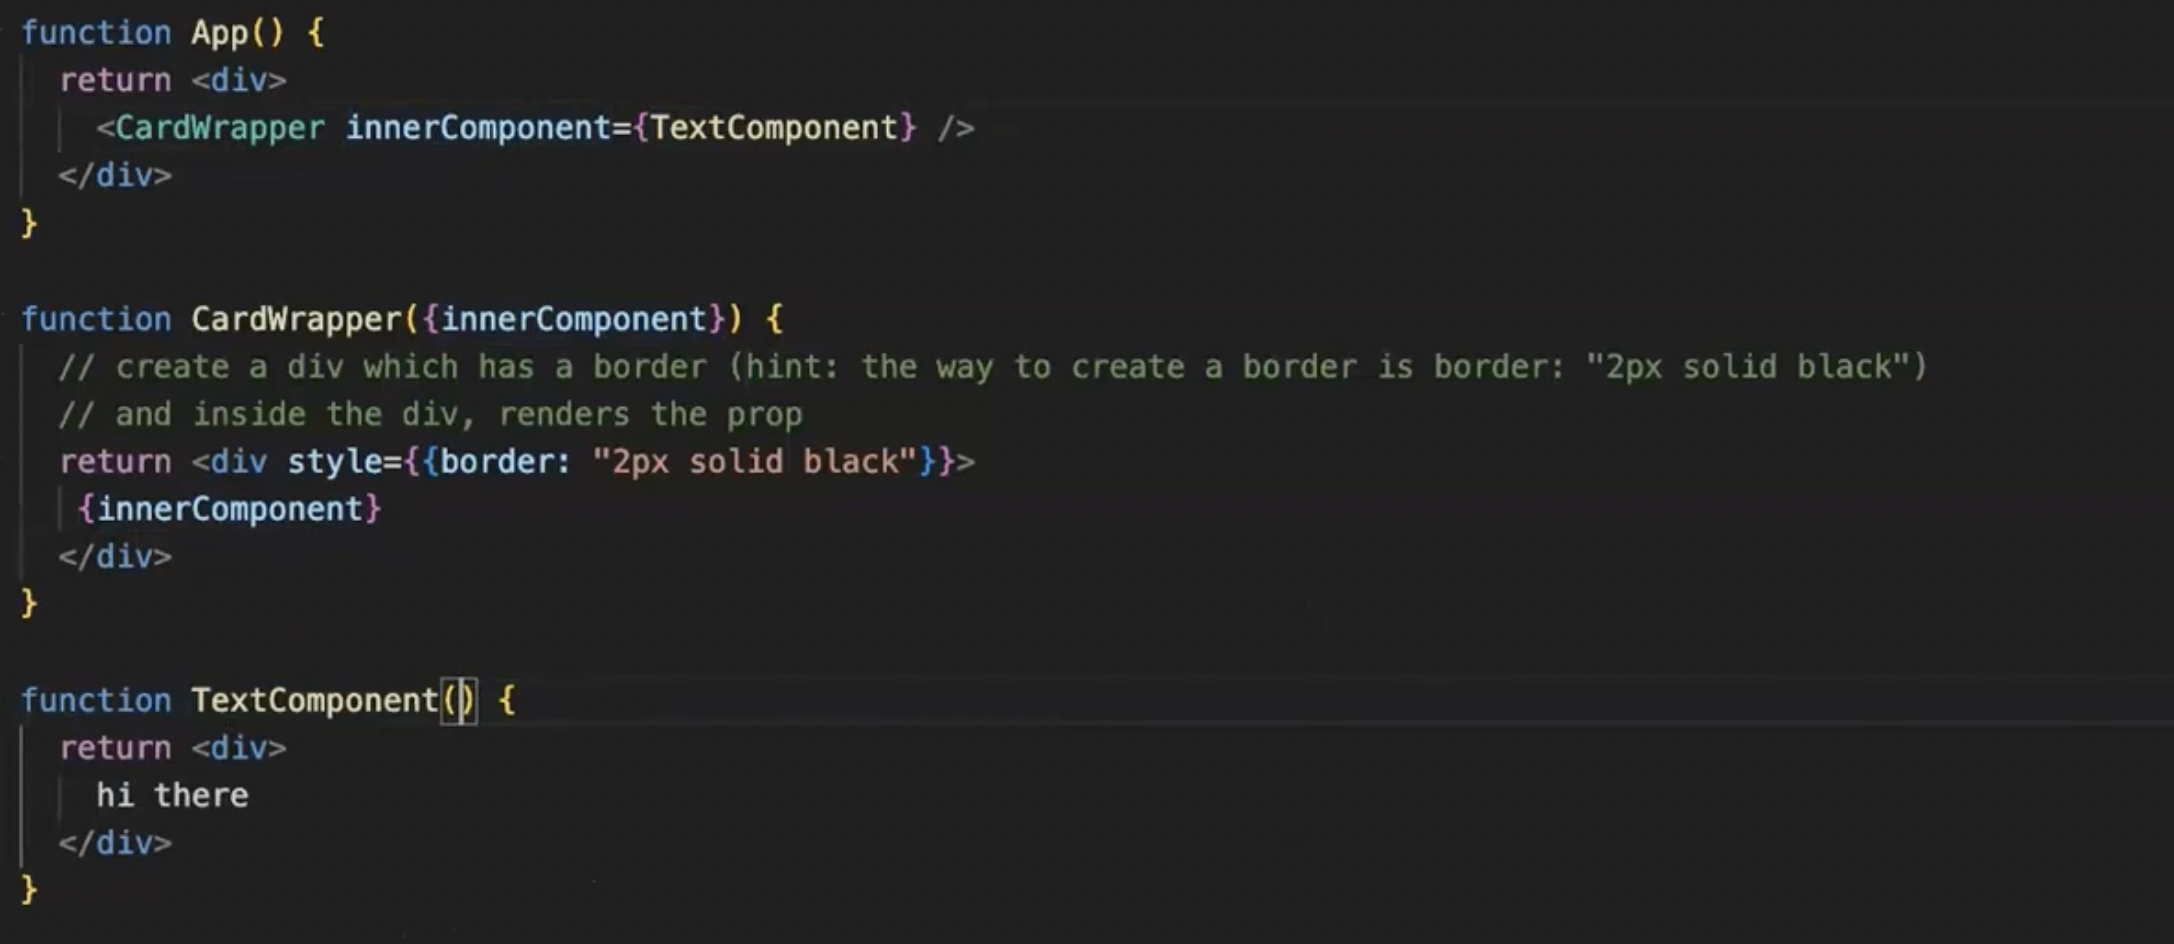 function App() {
  return <div>
    <CardWrapper innerComponent={TextComponent} />
  </div>
}

function CardWrapper({innerComponent}) {
  // create a div which has a border (hint: the way to create a border is border: "2px solid black")
  // and inside the div, renders the prop
  return <div style={{border: "2px solid black"}}>
   {innerComponent}
  </div>
}

function TextComponent() {
  return <div>
    hi there
  </div>
}